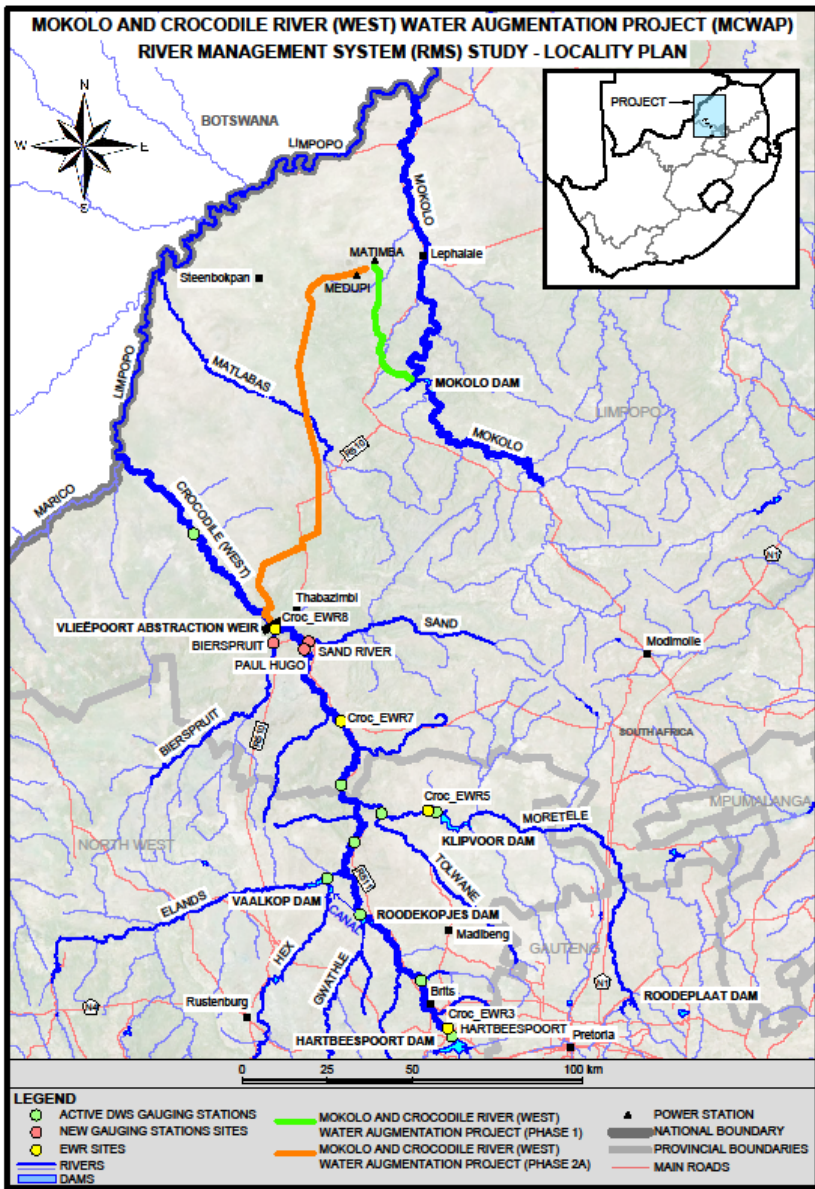 MOKOLO AND CROCODILE RIVER (WEST) WATER AUGMENTATION PROJECT (MCWAP)
RIVER MANAGEMENT SYSTEM (RMS) STUDY - LOCALITY PLAN
N
W
E
S
BOTSWANA
PROJECT
LIMPOPO
MOKOLO
MATIMBA
Lephalale
Steenbokpan
MEDUPI
LIMPOPO
MATLABAS
MOKOLO DAM
LIMPOPO
R510
MOKOLO
MARICO
CROCODILE (WEST)
N1
Thabazimbi
Croc_EWR8
SAND
VLIEËPOORT ABSTRACTION WEIR
BIERSPRUIT
SAND RIVER
Modimolle
PAUL HUGO
Croc_EWR7
BIERSPRUIT
R510
SOUTH AFRICA
Croc_EWR5
MPUMALANGA
MORETELE
NORTH WEST
KLIPVOOR DAM
TOLWANE
R511
ELANDS
VAALKOP DAM
CANAL
ROODEKOPJES DAM
Madibeng
HEX
GWATHLE
GAUTENG
N1
Brits
ROODEPLAAT DAM
N4
Rustenburg
Croc_EWR3
HARTBEESPOORT
HARTBEESPOORT DAM
Pretoria
0 25 50 100 km
LEGEND
ACTIVE DWS GAUGING STATIONS
NEW GAUGING STATIONS SITES
EWR SITES
RIVERS
DAMS
MOKOLO AND CROCODILE RIVER (WEST)
WATER AUGMENTATION PROJECT (PHASE 1)
MOKOLO AND CROCODILE RIVER (WEST)
WATER AUGMENTATION PROJECT (PHASE 2A)
POWER STATION
NATIONAL BOUNDARY
PROVINCIAL BOUNDARIES
MAIN ROADS